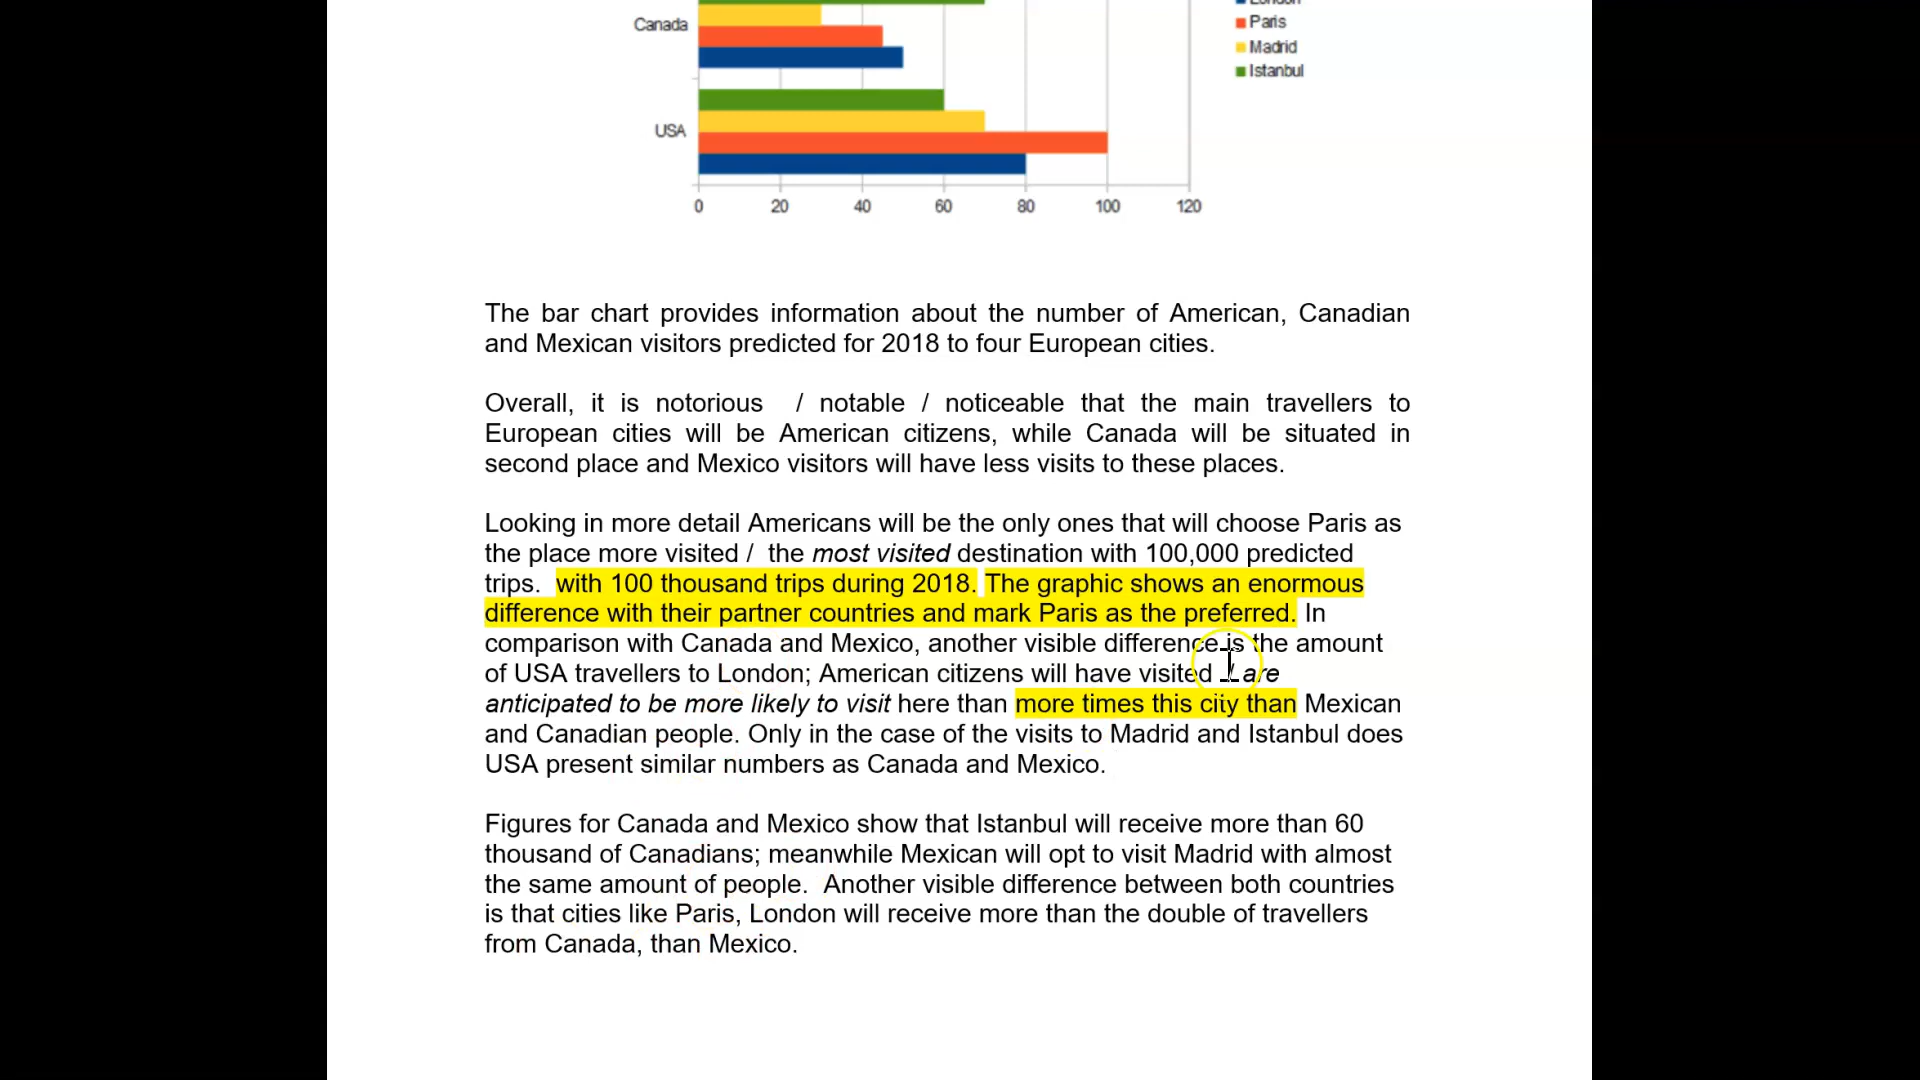 London
Canada
Paris
Madrid
Istanbul
USA
0 20 40 60 80 100 120
The bar chart provides information about the number of American, Canadian
and Mexican visitors predicted for 2018 to four European cities.
Overall, it is notorious / notable / noticeable that the main travellers to
European cities will be American citizens, while Canada will be situated in
second place and Mexico visitors will have less visits to these places.
Looking in more detail Americans will be the only ones that will choose Paris as
the place more visited / the most visited destination with 100,000 predicted
trips. with 100 thousand trips during 2018. The graphic shows an enormous
difference with their partner countries and mark Paris as the preferred. In
comparison with Canada and Mexico, another visible difference is the amount
of USA travellers to London; American citizens will have visited / are
anticipated to be more likely to visit here than more times this city than Mexican
and Canadian people. Only in the case of the visits to Madrid and Istanbul does
USA present similar numbers as Canada and Mexico.
Figures for Canada and Mexico show that Istanbul will receive more than 60
thousand of Canadians; meanwhile Mexican will opt to visit Madrid with almost
the same amount of people. Another visible difference between both countries
is that cities like Paris, London will receive more than the double of travellers
from Canada, than Mexico.